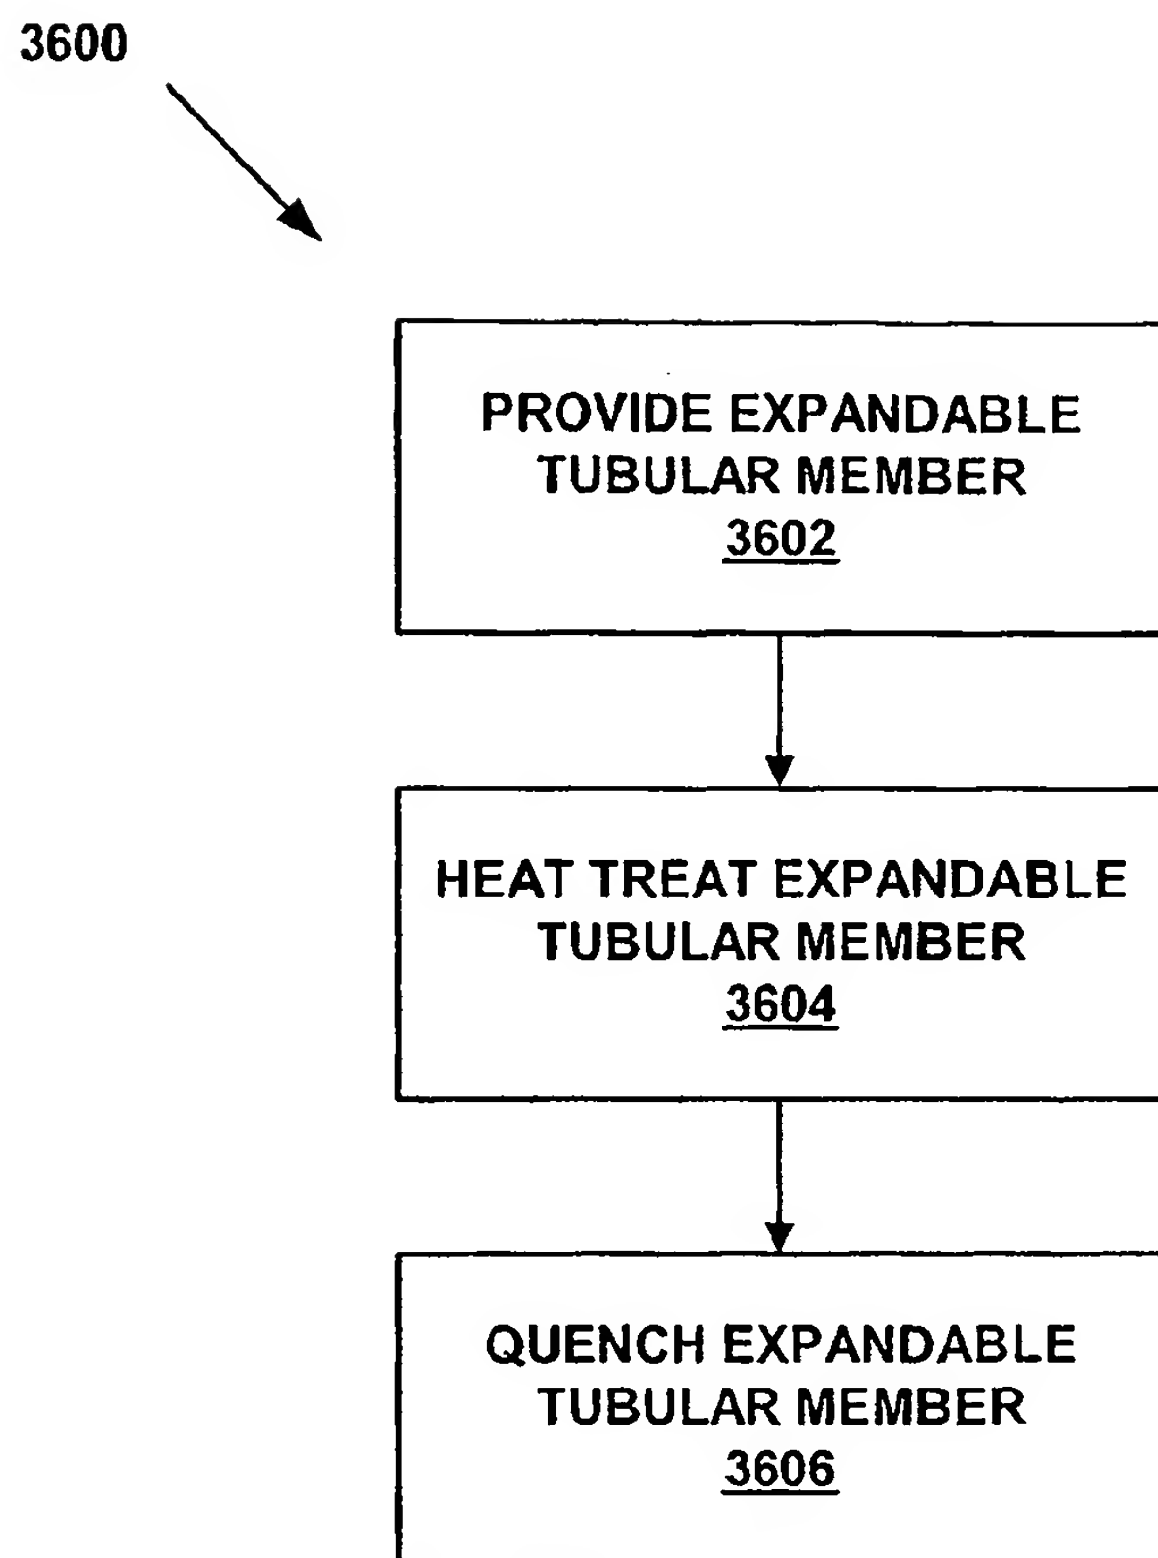 3600
PROVIDE EXPANDABLE
TUBULAR MEMBER
3602
HEAT TREAT EXPANDABLE
TUBULAR MEMBER
3604
QUENCH EXPANDABLE
TUBULAR MEMBER
3606